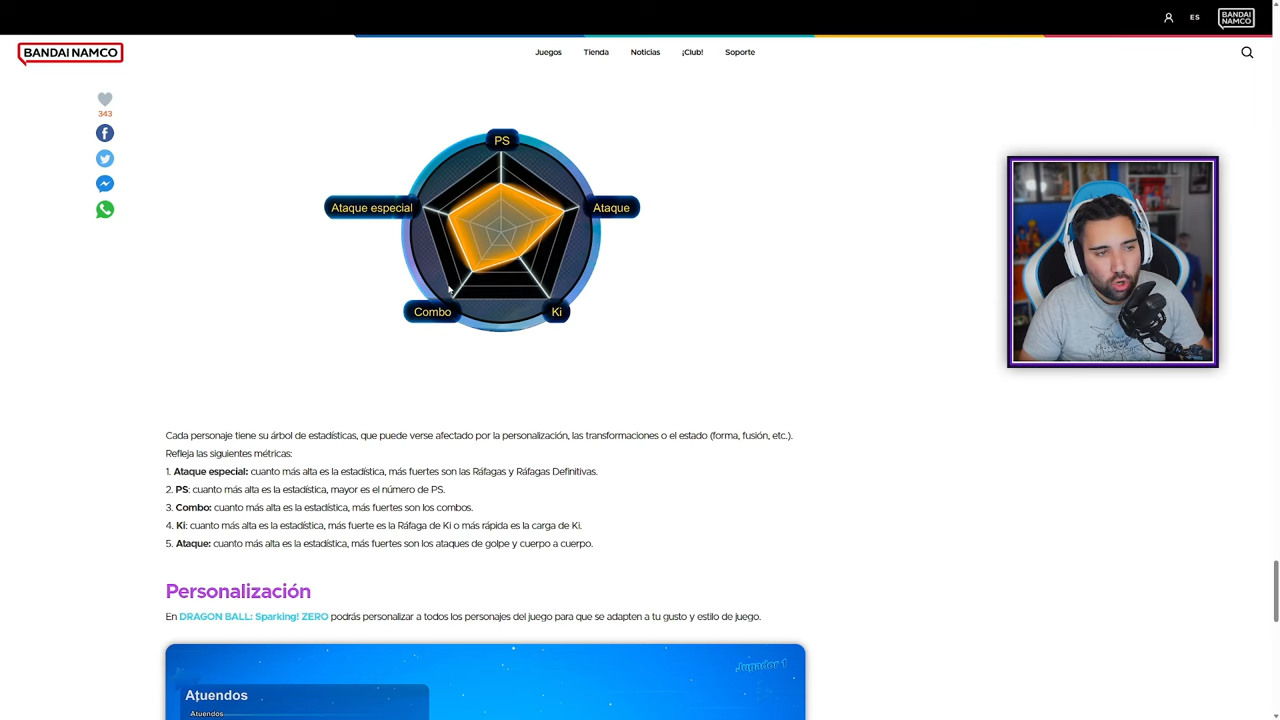 ES
BANDAI NAMCO
BANDAI NAMCO
Juegos Tienda Noticias ¡Club! Soporte
343
PS
Ataque especial
Ataque
Combo
Ki
Cada personaje tiene su árbol de estadísticas, que puede verse afectado por la personalización, las transformaciones o el estado (forma, fusión, etc.).
Refleja las siguientes métricas:
1. Ataque especial: cuanto más alta es la estadística, más fuertes son las Ráfagas y Ráfagas Definitivas.
2. PS: cuanto más alta es la estadística, mayor es el número de PS.
3. Combo: cuanto más alta es la estadística, más fuertes son los combos.
4. Ki: cuanto más alta es la estadística, más fuerte es la Ráfaga de Ki o más rápida es la carga de Ki.
5. Ataque: cuanto más alta es la estadística, más fuertes son los ataques de golpe y cuerpo a cuerpo.
Personalización
En DRAGON BALL: Sparking! ZERO podrás personalizar a todos los personajes del juego para que se adapten a tu gusto y estilo de juego.
Jugador 1
Atuendos
Atuendos